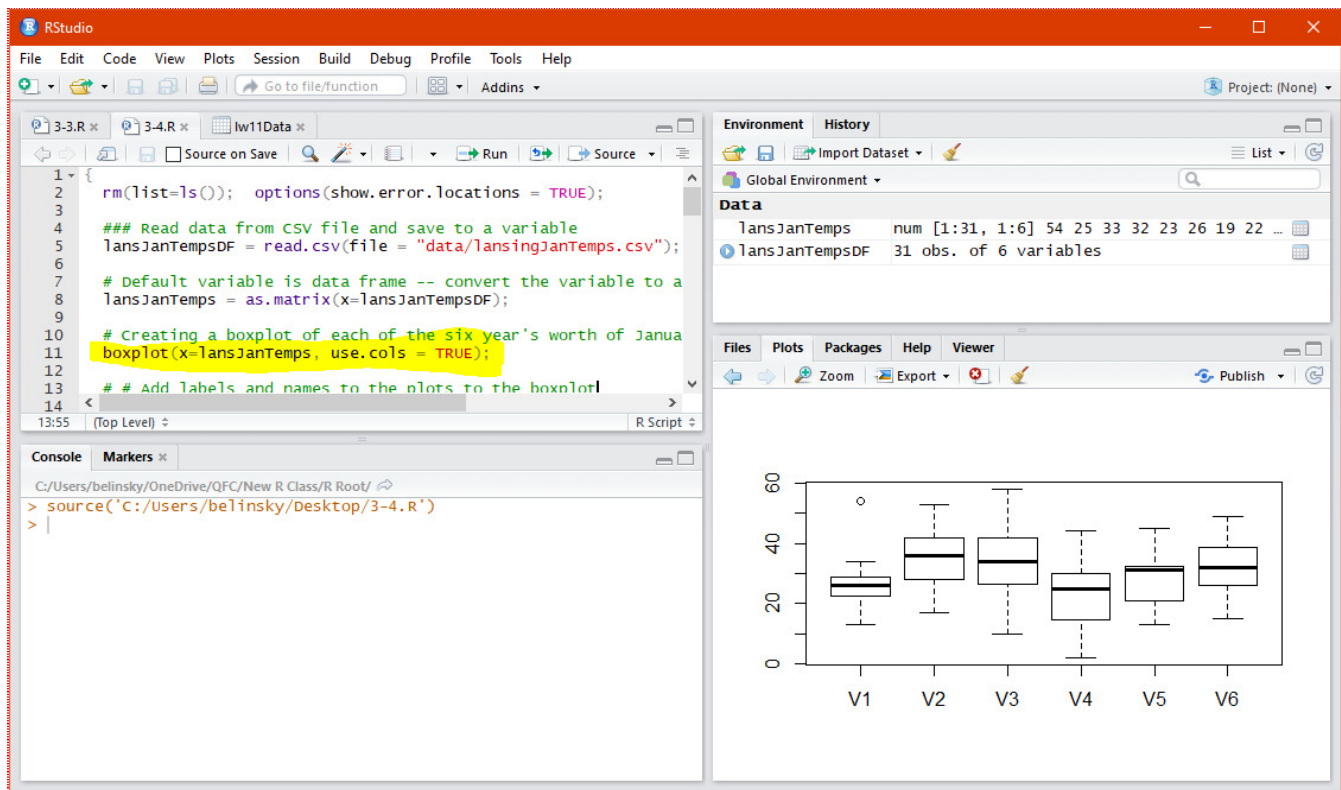 RStudio
File Edit Code View Plots Session Build Debug Profile Tools Help
Go to file/function Addins Project: (None)
3-3.R 3-4.R lw11Data
Source on Save Run Source
1 {
2 rm(list=ls()); options(show.error.locations = TRUE);
3
4 ### Read data from CSV file and save to a variable
5 lansJanTempsDF = read.csv(file = "data/lansingJanTemps.csv");
6
7 # Default variable is data frame -- convert the variable to a
8 lansJanTemps = as.matrix(x=lansJanTempsDF);
9
10 # Creating a boxplot of each of the six year's worth of Janua
11 boxplot(x=lansJanTemps, use.cols = TRUE);
12
13 # # Add labels and names to the plots to the boxplot
14
13:55 (Top Level) R Script
Console Markers
C:/Users/belinsky/OneDrive/QFC/New R Class/R Root/
> source('C:/Users/belinsky/Desktop/3-4.R')
>
Environment History
Import Dataset List
Global Environment
Data
lansJanTemps num [1:31, 1:6] 54 25 33 32 23 26 19 22 …
lansJanTempsDF 31 obs. of 6 variables
Files Plots Packages Help Viewer
Zoom Export Publish
60
40
20
0
V1 V2 V3 V4 V5 V6